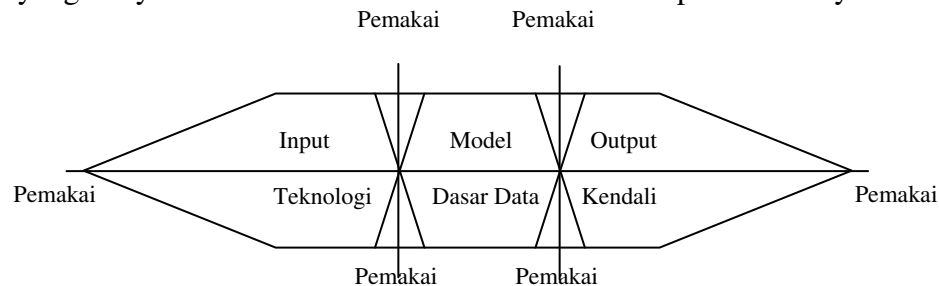 Pemakai Pemakai
Input Model Output
Pemakai Teknologi Dasar Data Kendali Pemakai
Pemakai Pemakai